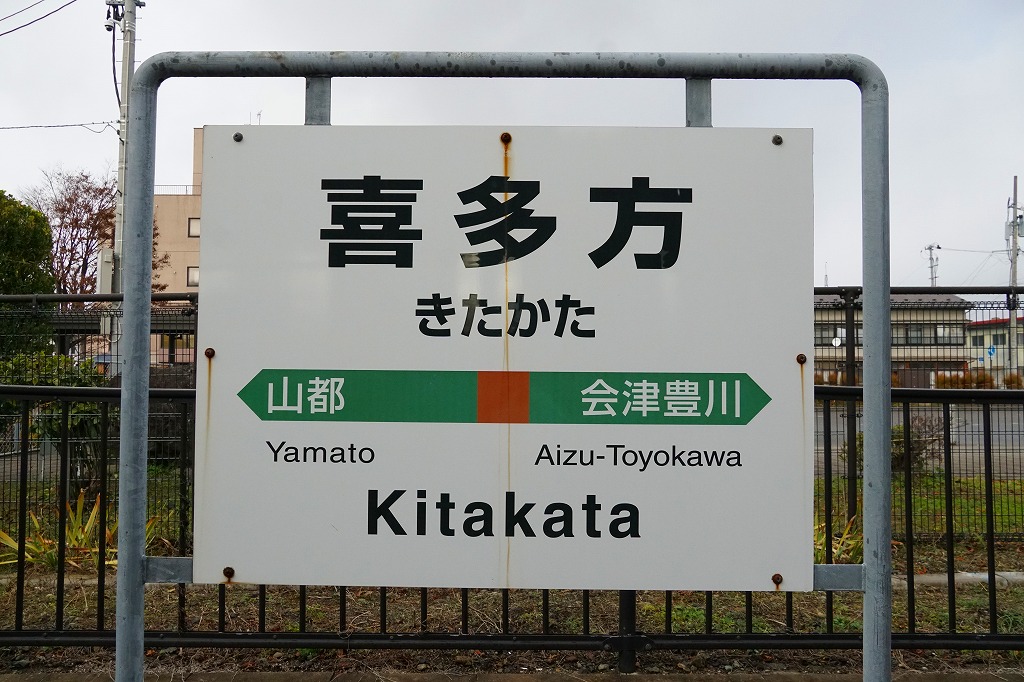 喜多方
きたかた
山都 会津豊川
Yamato Aizu-Toyokawa
Kitakata